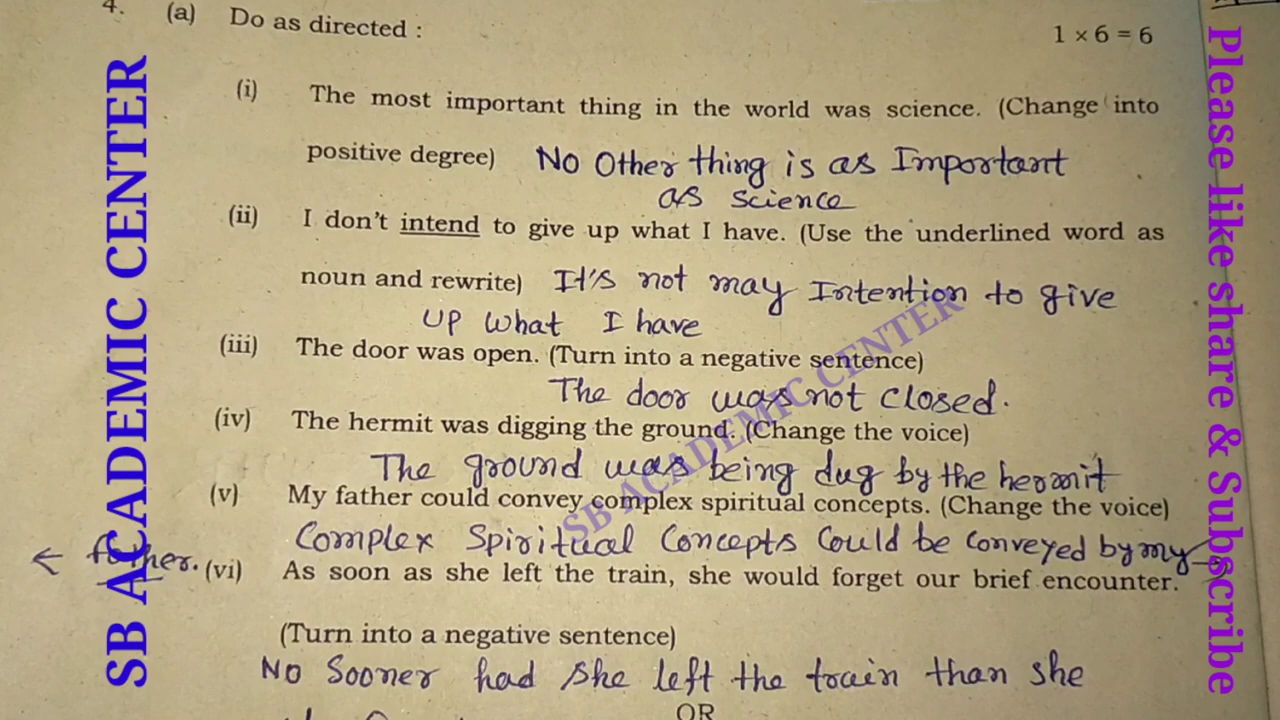 4. (a) Do as directed : 1 × 6 = 6
(i) The most important thing in the world was science. (Change into
positive degree) No Other thing is as Important
as science
(ii) I don't intend to give up what I have. (Use the underlined word as
noun and rewrite) It's not may Intention to give
up what I have
(iii) The door was open. (Turn into a negative sentence)
The door was not closed.
(iv) The hermit was digging the ground. (Change the voice)
The ground was being dug by the hermit
(v) My father could convey complex spiritual concepts. (Change the voice)
Complex Spiritual Concepts Could be conveyed by my
← father.
(vi) As soon as she left the train, she would forget our brief encounter.
(Turn into a negative sentence)
No Sooner had she left the train than she
OR
SB ACADEMIC CENTER
SB ACADEMIC CENTER
Please like share & Subscribe